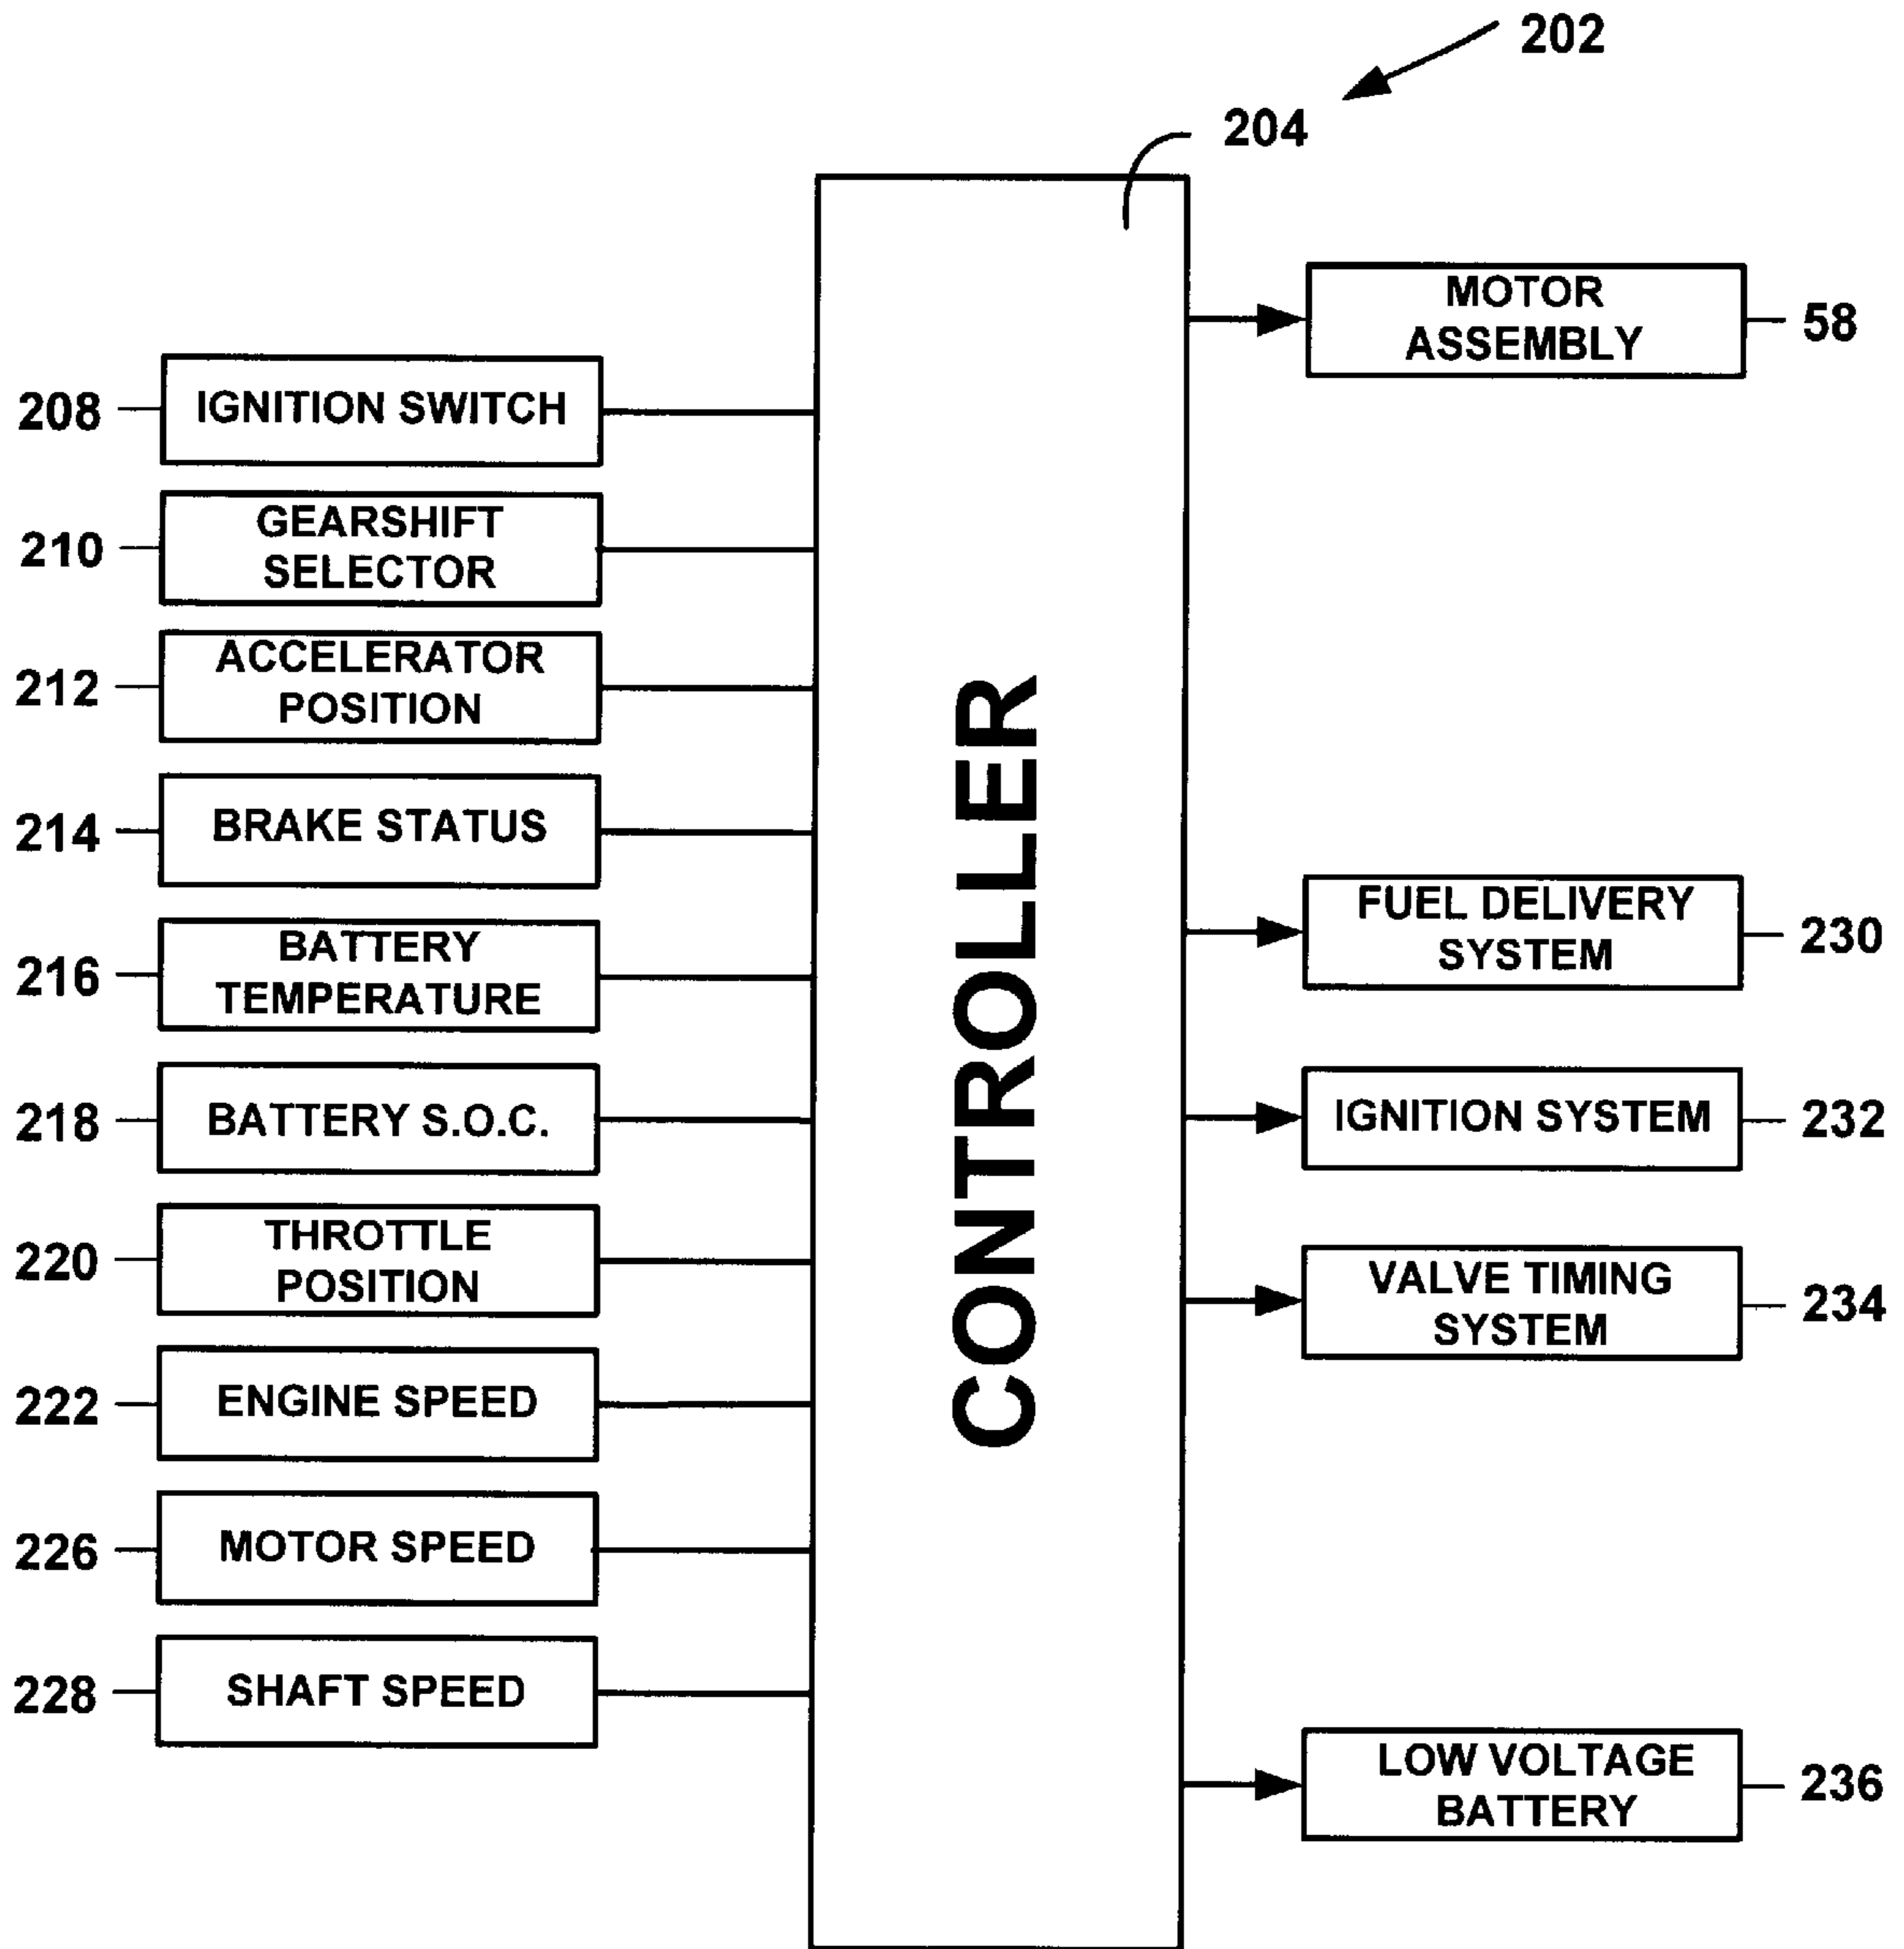 202
204
MOTOR
ASSEMBLY
58
208
IGNITION SWITCH
210
GEARSHIFT
SELECTOR
212
ACCELERATOR
POSITION
214
BRAKE STATUS
216
BATTERY
TEMPERATURE
218
BATTERY S.O.C.
220
THROTTLE
POSITION
222
ENGINE SPEED
226
MOTOR SPEED
228
SHAFT SPEED
CONTROLLER
FUEL DELIVERY
SYSTEM
230
IGNITION SYSTEM
232
VALVE TIMING
SYSTEM
234
LOW VOLTAGE
BATTERY
236